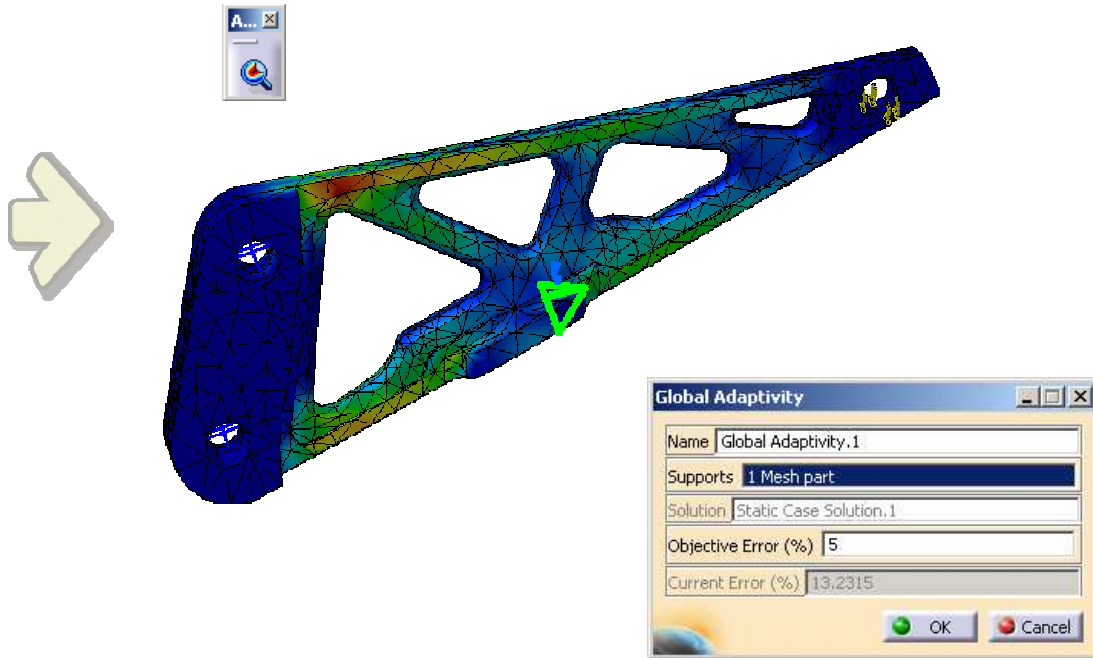 A...
Global Adaptivity
Name Global Adaptivity.1
Supports 1 Mesh part
Solution Static Case Solution.1
Objective Error (%) 5
Current Error (%) 13.2315
OK Cancel